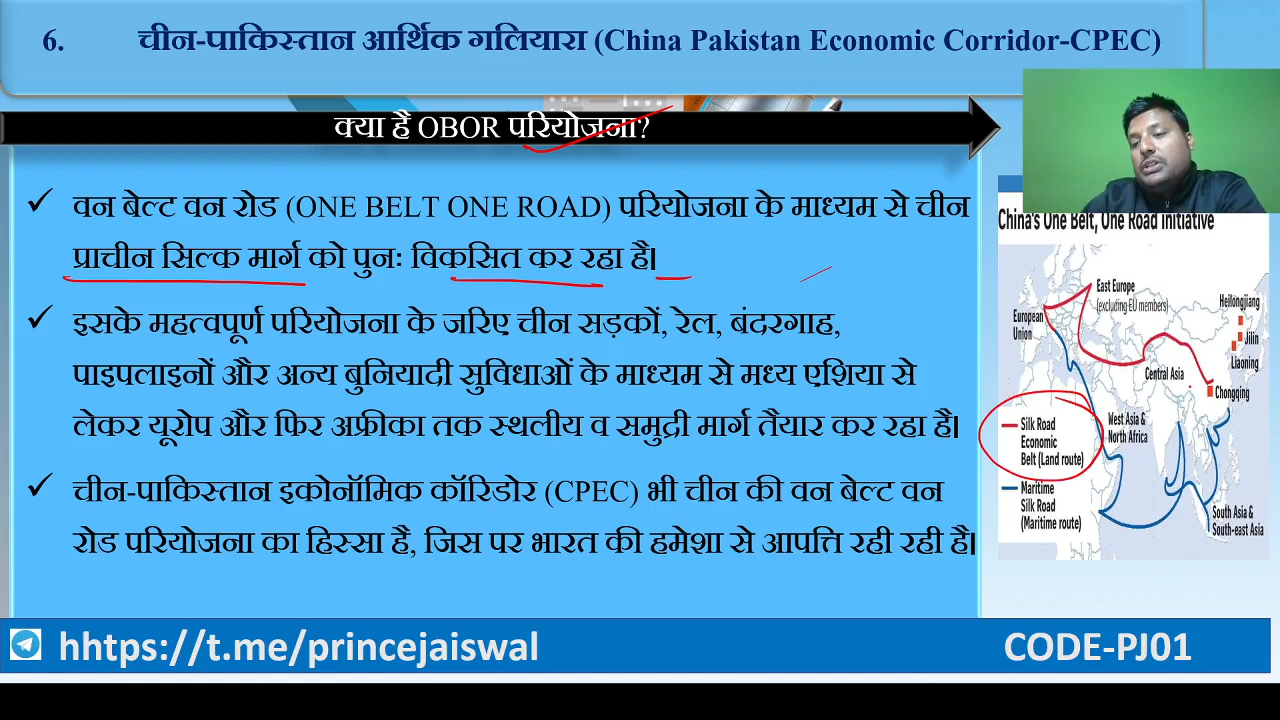 6. चीन-पाकिस्तान आर्थिक गलियारा (China Pakistan Economic Corridor-CPEC)
क्या है OBOR परियोजना?
✓ वन बेल्ट वन रोड (ONE BELT ONE ROAD) परियोजना के माध्यम से चीन
प्राचीन सिल्क मार्ग को पुनः विकसित कर रहा है।
✓ इसके महत्वपूर्ण परियोजना के जरिए चीन सड़कों, रेल, बंदरगाह,
पाइपलाइनों और अन्य बुनियादी सुविधाओं के माध्यम से मध्य एशिया से
लेकर यूरोप और फिर अफ्रीका तक स्थलीय व समुद्री मार्ग तैयार कर रहा है।
✓ चीन-पाकिस्तान इकोनॉमिक कॉरिडोर (CPEC) भी चीन की वन बेल्ट वन
रोड परियोजना का हिस्सा है, जिस पर भारत की हमेशा से आपत्ति रही रही है।
China's One Belt, One Road Initiative
East Europe
(excluding EU members)
European
Union
Heilongjiang
Jilin
Liaoning
Central Asia
Chongqing
West Asia &
North Africa
Silk Road
Economic
Belt (Land route)
Maritime
Silk Road
(Maritime route)
South Asia &
South-east Asia
hhtps://t.me/princejaiswal
CODE-PJ01